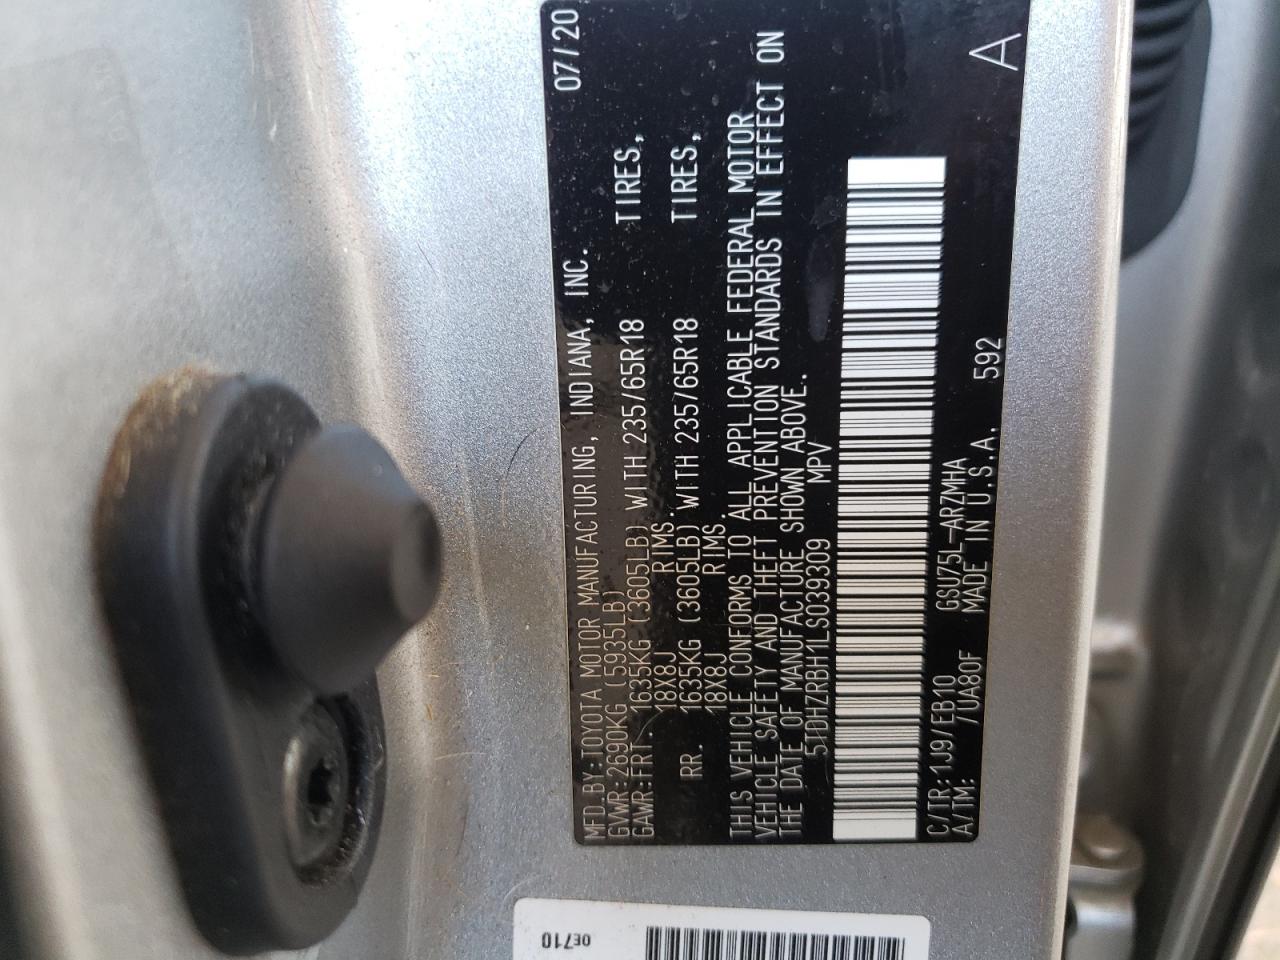 MFD.BY:TOYOTA MOTOR MANUFACTURING, INDIANA, INC. 07/20
GVWR:2690KG(5935LB)
GAWR:FRT. 1635KG(3605LB) WITH 235/65R18 TIRES,
18X8J RIMS
RR. 1635KG(3605LB) WITH 235/65R18 TIRES,
18X8J RIMS.
THIS VEHICLE CONFORMS TO ALL APPLICABLE FEDERAL MOTOR
VEHICLE SAFETY AND THEFT PREVENTION STANDARDS IN EFFECT ON
THE DATE OF MANUFACTURE SHOWN ABOVE.
5TDHZRBH1LS039309 MPV
C/TR:1J9/EB10 GSU75L-ARZMHA A
A/TM: /UA80F MADE IN U.S.A. 592
0E710